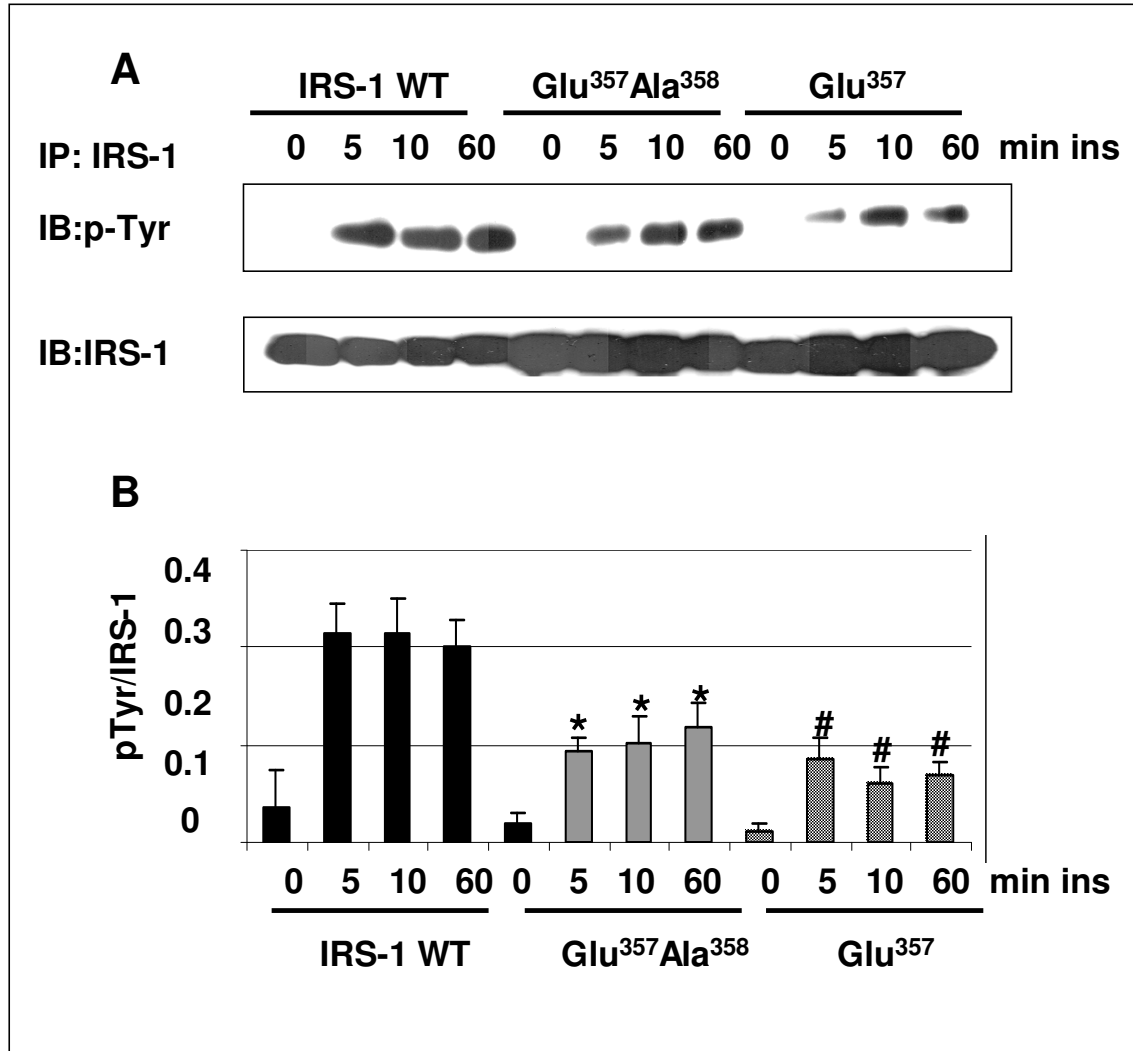 A
IRS-1 WT Glu³⁵⁷Ala³⁵⁸ Glu³⁵⁷
IP: IRS-1 0 5 10 60 0 5 10 60 0 5 10 60 min ins
IB:p-Tyr
IB:IRS-1
B
pTyr/IRS-1
0.4
0.3
0.2
0.1
0
* * * # # #
0 5 10 60 0 5 10 60 0 5 10 60 min ins
IRS-1 WT Glu³⁵⁷Ala³⁵⁸ Glu³⁵⁷